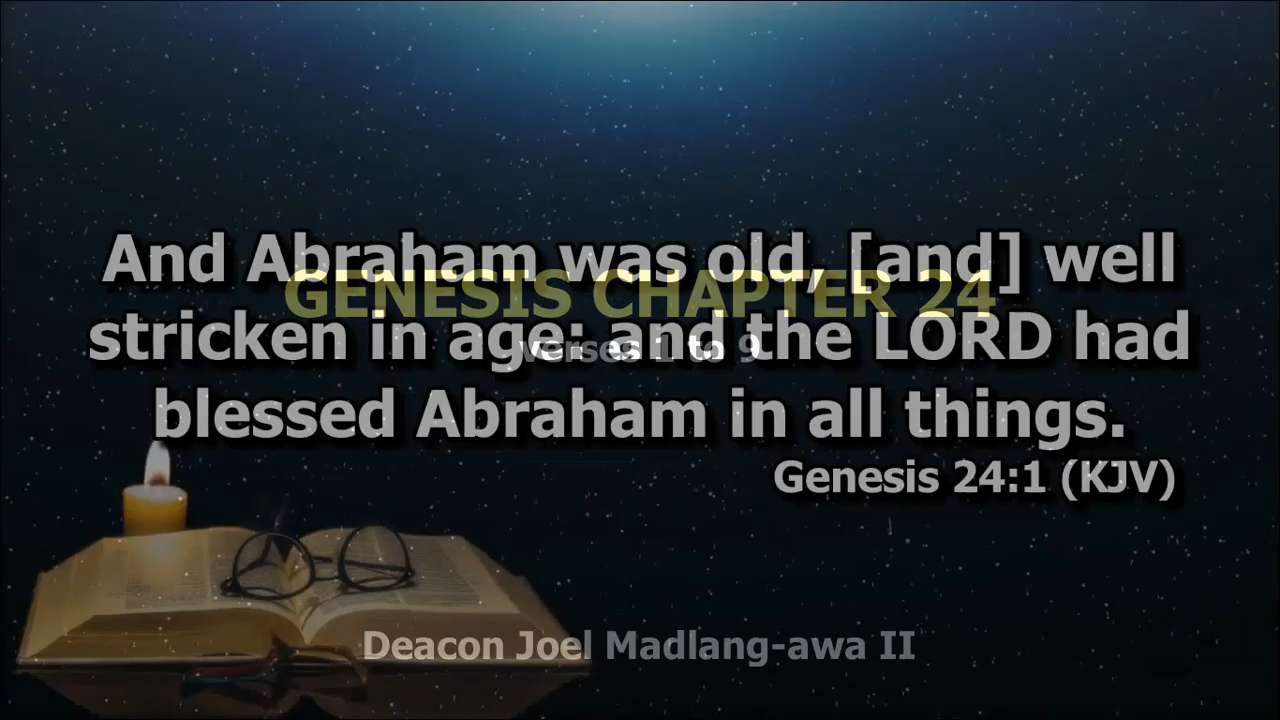 And Abraham was old, [and] well
GENESIS CHAPTER 24
stricken in age: and the LORD had
verses 1 to 9
blessed Abraham in all things.
Genesis 24:1 (KJV)
Deacon Joel Madlang-awa II